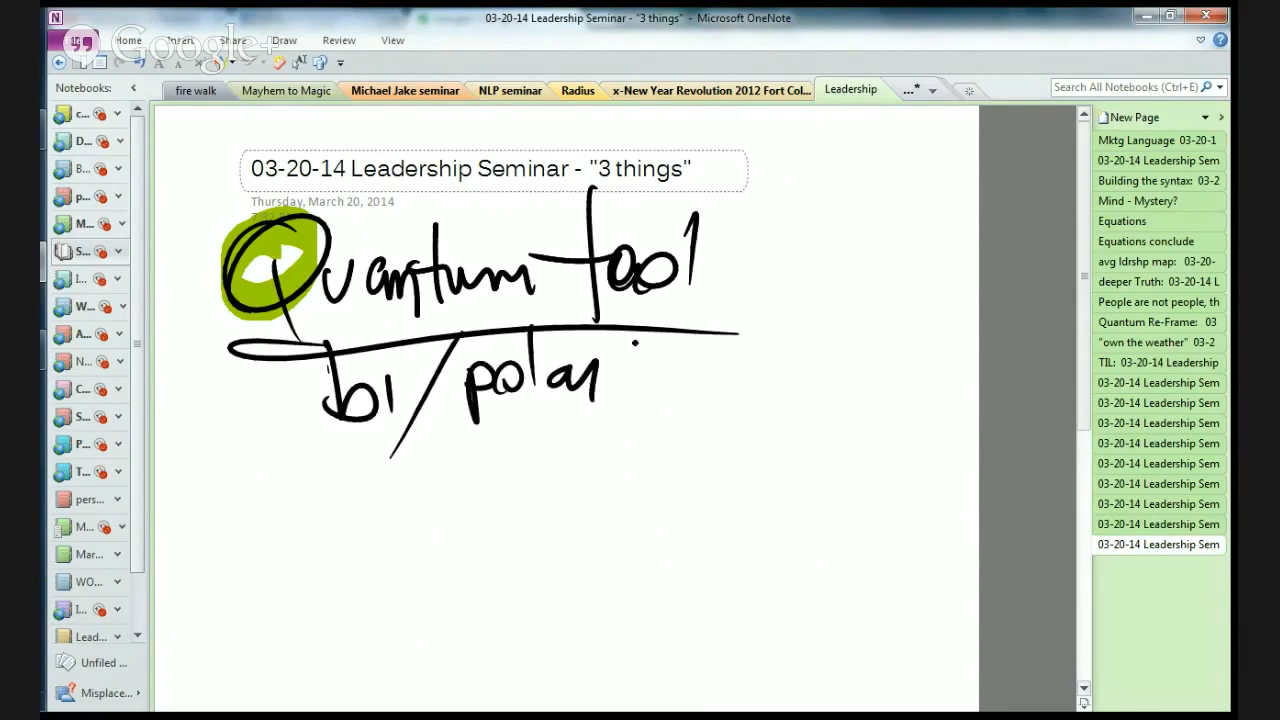 03-20-14 Leadership Seminar - "3 things" - Microsoft OneNote
Google+
Home Insert Share Draw Review View
Notebooks:
fire walk
Mayhem to Magic
Michael Jake seminar
NLP seminar
Radius
x-New Year Revolution 2012 Fort Col...
Leadership
...*
Search All Notebooks (Ctrl+E)
c...
D...
B...
p...
M...
S...
I...
W...
A...
N...
C...
S...
P...
T...
pers...
M...
Mar...
WO...
I...
Lead...
Unfiled ...
Misplace...
03-20-14 Leadership Seminar - "3 things"
Thursday, March 20, 2014
Quantum tool
bi/polar
New Page
Mktg Language 03-20-1
03-20-14 Leadership Sem
Building the syntax: 03-2
Mind - Mystery?
Equations
Equations conclude
avg ldrshp map: 03-20-
deeper Truth: 03-20-14 L
People are not people, th
Quantum Re-Frame: 03
"own the weather" 03-2
TIL: 03-20-14 Leadership
03-20-14 Leadership Sem
03-20-14 Leadership Sem
03-20-14 Leadership Sem
03-20-14 Leadership Sem
03-20-14 Leadership Sem
03-20-14 Leadership Sem
03-20-14 Leadership Sem
03-20-14 Leadership Sem
03-20-14 Leadership Sem